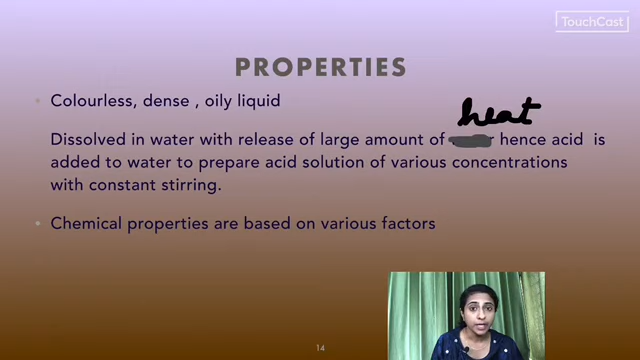 TouchCast
PROPERTIES
Colourless, dense , oily liquid
heat
Dissolved in water with release of large amount of hence acid is
added to water to prepare acid solution of various concentrations
with constant stirring.
Chemical properties are based on various factors
14